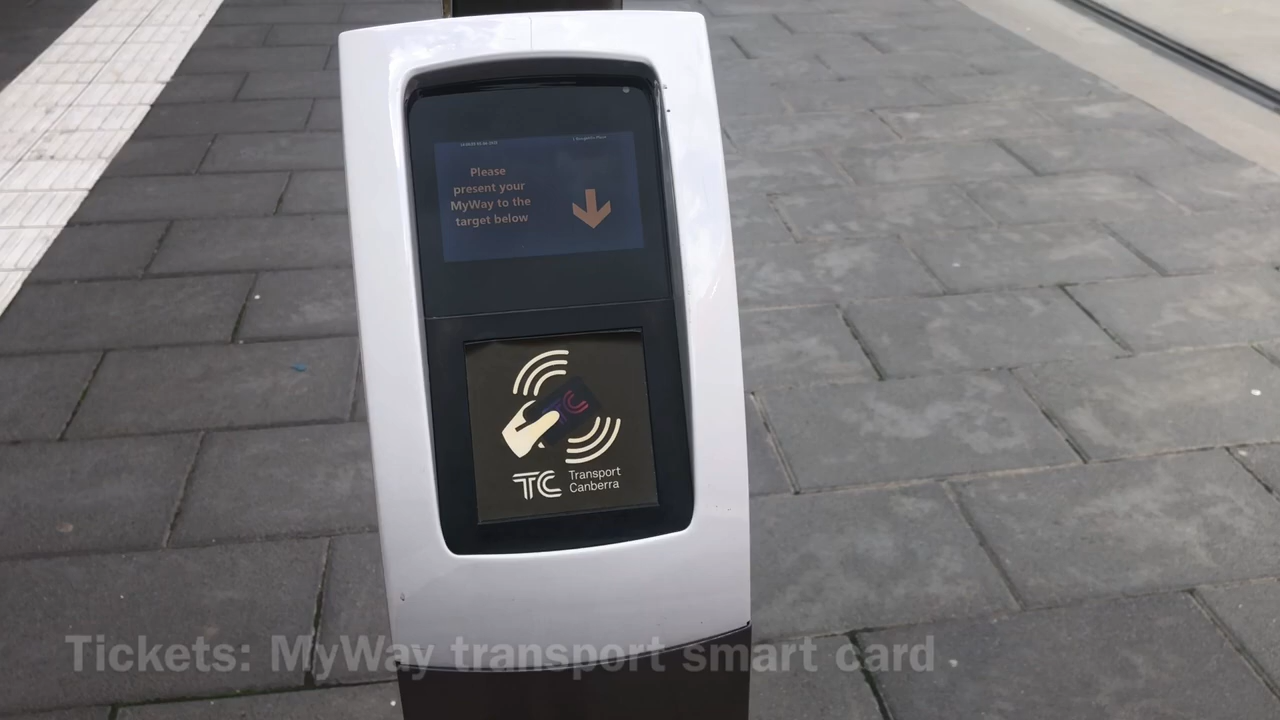 Please
present your
MyWay to the
target below
TC Transport
Canberra
Tickets: MyWay transport smart card